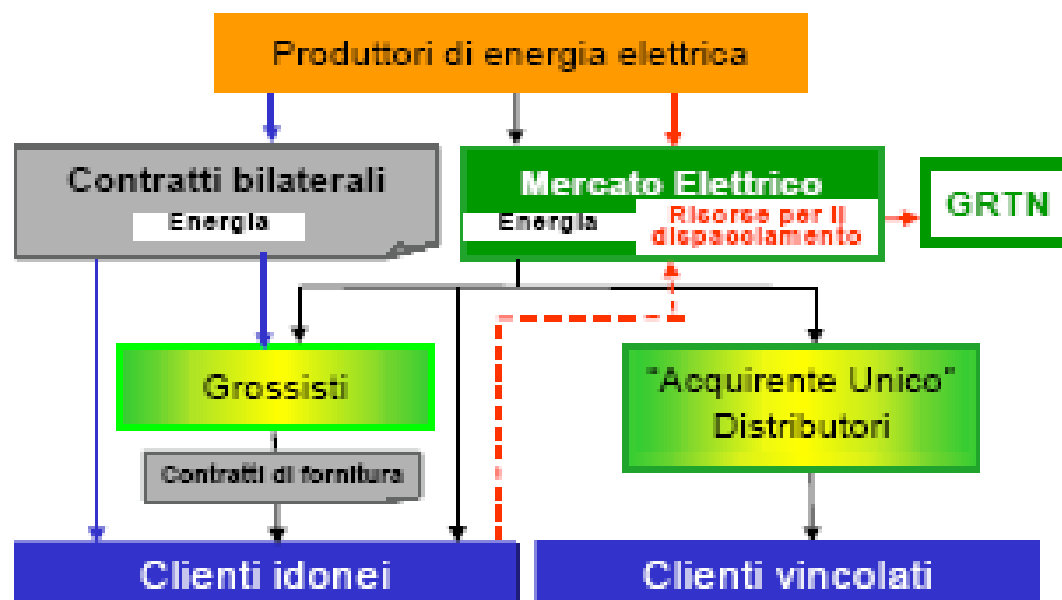 Produttori di energia elettrica
Contratti bilaterali
Energia
Mercato Elettrico
Energia
Risorse per il
dispacciamento
GRTN
Grossisti
"Acquirente Unico"
Distributori
Contratti di fornitura
Clienti idonei
Clienti vincolati